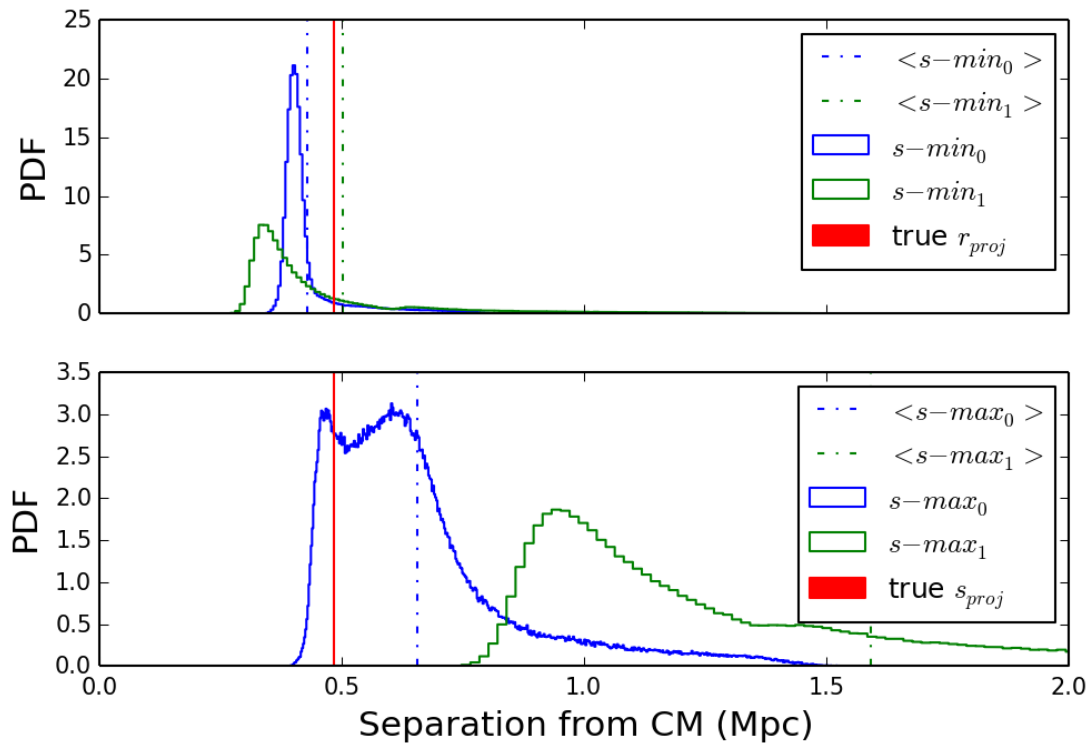 25
20
15
10
5
0
PDF
<s−min₀>
<s−min₁>
s−min₀
s−min₁
true r_proj
3.5
3.0
2.5
2.0
1.5
1.0
0.5
0.0
PDF
<s−max₀>
<s−max₁>
s−max₀
s−max₁
true s_proj
0.0 0.5 1.0 1.5 2.0
Separation from CM (Mpc)